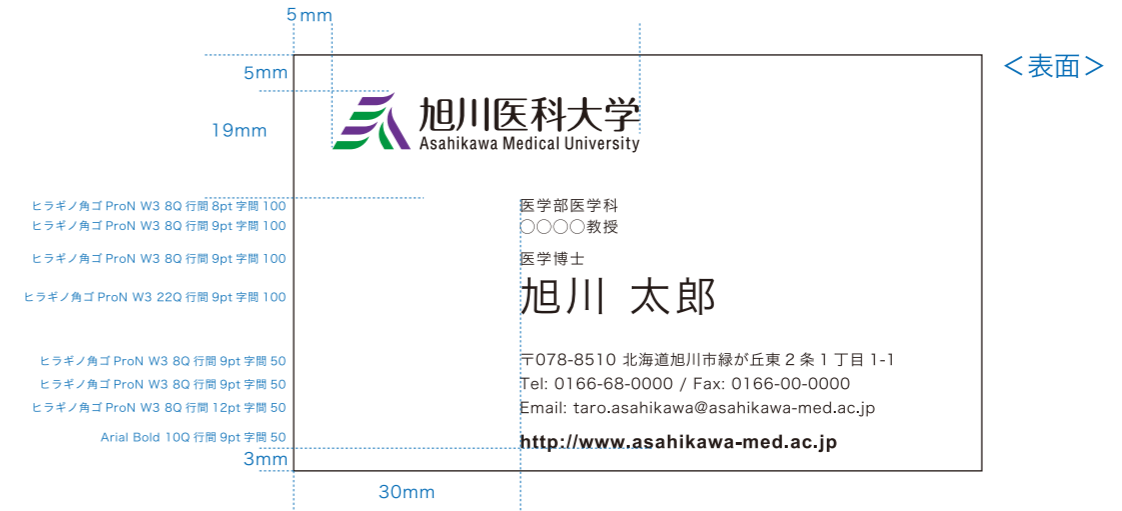 5mm
<表面>
5mm
19mm
旭川医科大学
Asahikawa Medical University
ヒラギノ角ゴ ProN W3 8Q 行間 8pt 字間 100
医学部医学科
ヒラギノ角ゴ ProN W3 8Q 行間 9pt 字間 100
○○○○教授
ヒラギノ角ゴ ProN W3 8Q 行間 9pt 字間 100
医学博士
ヒラギノ角ゴ ProN W3 22Q 行間 9pt 字間 100
旭川 太郎
ヒラギノ角ゴ ProN W3 8Q 行間 9pt 字間 50
〒078-8510 北海道旭川市緑が丘東 2 条 1 丁目 1-1
ヒラギノ角ゴ ProN W3 8Q 行間 9pt 字間 50
Tel: 0166-68-0000 / Fax: 0166-00-0000
ヒラギノ角ゴ ProN W3 8Q 行間 12pt 字間 50
Email: taro.asahikawa@asahikawa-med.ac.jp
Arial Bold 10Q 行間 9pt 字間 50
http://www.asahikawa-med.ac.jp
3mm
30mm